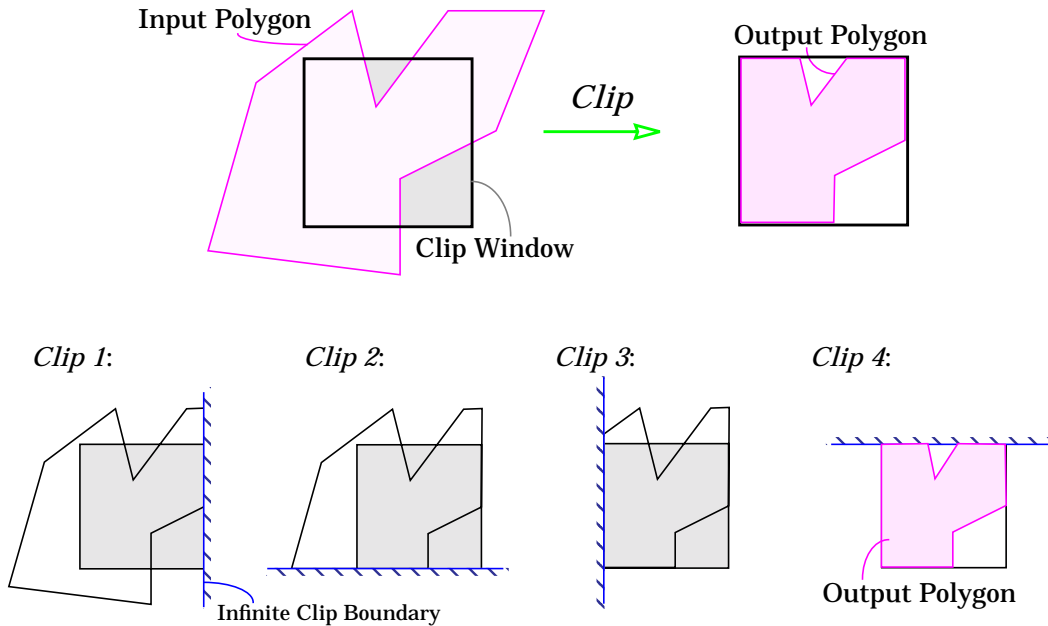 Input Polygon
Output Polygon
Clip
Clip Window
Clip 1:
Clip 2:
Clip 3:
Clip 4:
Infinite Clip Boundary
Output Polygon